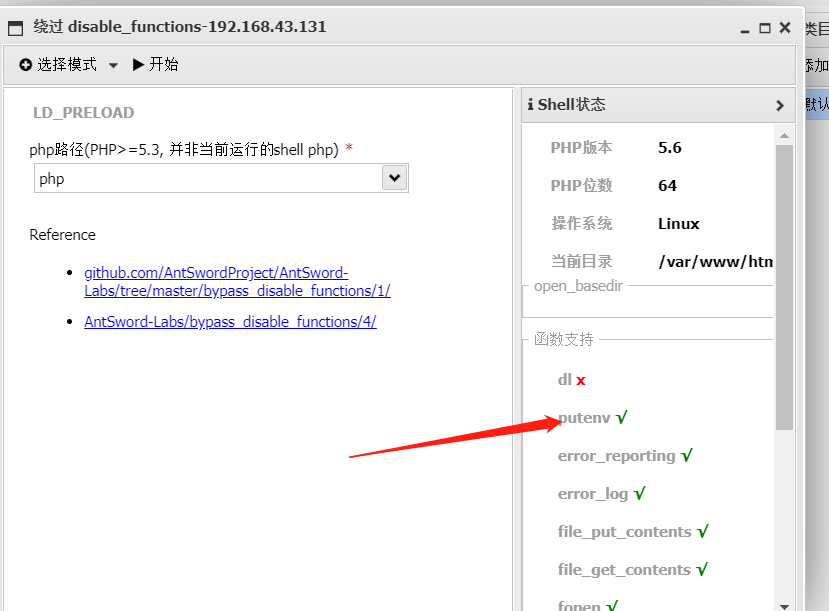 绕过 disable_functions-192.168.43.131
选择模式 开始
LD_PRELOAD
php路径(PHP>=5.3, 并非当前运行的shell php) *
php
Reference
github.com/AntSwordProject/AntSword-
Labs/tree/master/bypass_disable_functions/1/
AntSword-Labs/bypass_disable_functions/4/
Shell状态
PHP版本 5.6
PHP位数 64
操作系统 Linux
当前目录 /var/www/htm
open_basedir
函数支持
dl x
putenv √
error_reporting √
error_log √
file_put_contents √
file_get_contents √
fopen √
类目
添加
默认